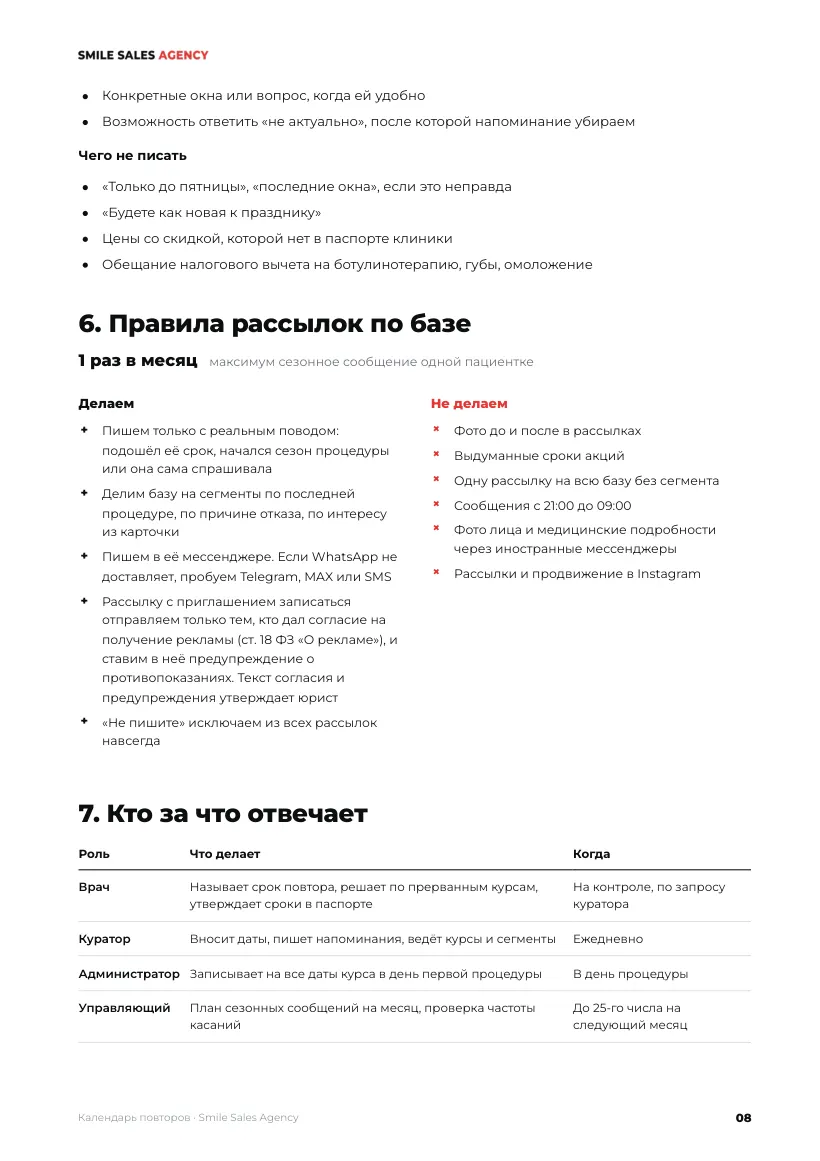 SMILE SALES AGENCY
• Конкретные окна или вопрос, когда ей удобно
• Возможность ответить «не актуально», после которой напоминание убираем
Чего не писать
• «Только до пятницы», «последние окна», если это неправда
• «Будете как новая к празднику»
• Цены со скидкой, которой нет в паспорте клиники
• Обещание налогового вычета на ботулинотерапию, губы, омоложение
6. Правила рассылок по базе
1 раз в месяц максимум сезонное сообщение одной пациентке
Делаем
+ Пишем только с реальным поводом:
подошёл её срок, начался сезон процедуры
или она сама спрашивала
+ Делим базу на сегменты по последней
процедуре, по причине отказа, по интересу
из карточки
+ Пишем в её мессенджере. Если WhatsApp не
доставляет, пробуем Telegram, MAX или SMS
+ Рассылку с приглашением записаться
отправляем только тем, кто дал согласие на
получение рекламы (ст. 18 ФЗ «О рекламе»), и
ставим в неё предупреждение о
противопоказаниях. Текст согласия и
предупреждения утверждает юрист
+ «Не пишите» исключаем из всех рассылок
навсегда
Не делаем
× Фото до и после в рассылках
× Выдуманные сроки акций
× Одну рассылку на всю базу без сегмента
× Сообщения с 21:00 до 09:00
× Фото лица и медицинские подробности
через иностранные мессенджеры
× Рассылки и продвижение в Instagram
7. Кто за что отвечает
Роль Что делает Когда
Врач Называет срок повтора, решает по прерванным курсам, На контроле, по запросу
утверждает сроки в паспорте куратора
Куратор Вносит даты, пишет напоминания, ведёт курсы и сегменты Ежедневно
Администратор Записывает на все даты курса в день первой процедуры В день процедуры
Управляющий План сезонных сообщений на месяц, проверка частоты До 25-го числа на
касаний следующий месяц
Календарь повторов · Smile Sales Agency 08